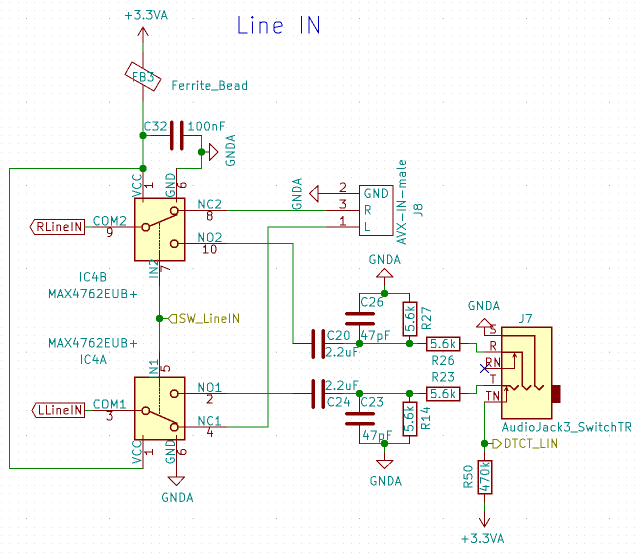 Line IN
+3.3VA
FB3
Ferrite_Bead
C32
100nF
GNDA
VCC
1
GND
6
NC2
8
RLineIN
COM2
9
NO2
10
IN2
7
IC4B
MAX4762EUB+
GNDA
2
GND
3
R
1
L
AVX-IN-male
J8
SW_LineIN
MAX4762EUB+
IC4A
IN1
5
NO1
2
LLineIN
COM1
3
NC1
4
VCC
1
GND
6
GNDA
GNDA
C26
47pF
5.6k
R27
C20
2.2uF
5.6k
R26
2.2uF
C24
C23
47pF
5.6k
R14
R23
5.6k
GNDA
GNDA
J7
S
R
RN
T
TN
AudioJack3_SwitchTR
DTCT_LIN
R50
470k
+3.3VA